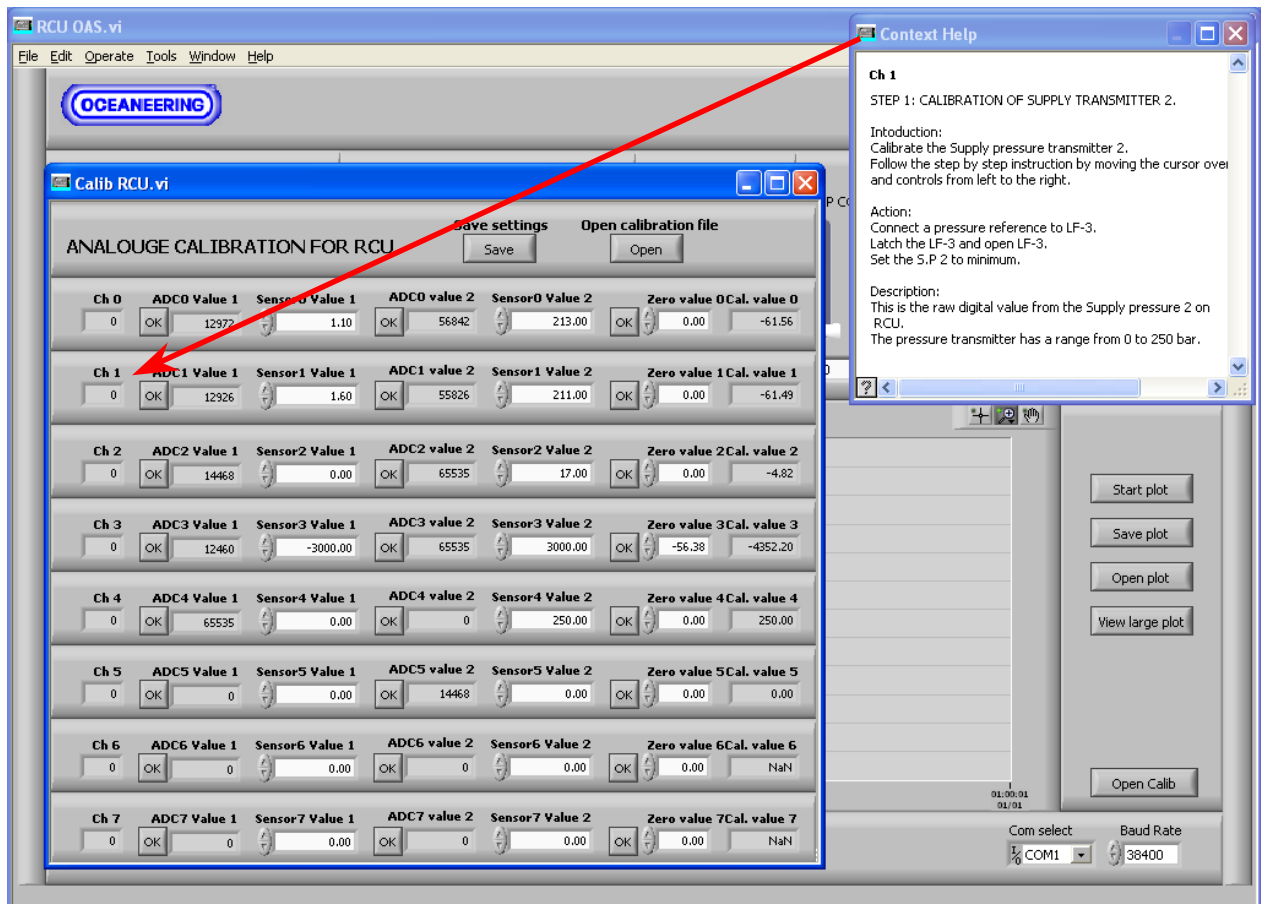 RCU OAS.vi
File Edit Operate Tools Window Help
OCEANEERING
Context Help
Ch 1
STEP 1: CALIBRATION OF SUPPLY TRANSMITTER 2.
Intoduction:
Calibrate the Supply pressure transmitter 2.
Follow the step by step instruction by moving the cursor over
and controls from left to the right.
Action:
Connect a pressure reference to LF-3.
Latch the LF-3 and open LF-3.
Set the S.P 2 to minimum.
Description:
This is the raw digital value from the Supply pressure 2 on
RCU.
The pressure transmitter has a range from 0 to 250 bar.
?
Calib RCU.vi
Save settings Open calibration file
ANALOUGE CALIBRATION FOR RCU Save Open
Ch 0 ADC0 Value 1 Sensor0 Value 1 ADC0 value 2 Sensor0 Value 2 Zero value 0 Cal. value 0
0 OK 12972 1.10 OK 56842 213.00 OK 0.00 -61.56
Ch 1 ADC1 Value 1 Sensor1 Value 1 ADC1 value 2 Sensor1 Value 2 Zero value 1 Cal. value 1
0 OK 12926 1.60 OK 55826 211.00 OK 0.00 -61.49
Ch 2 ADC2 Value 1 Sensor2 Value 1 ADC2 value 2 Sensor2 Value 2 Zero value 2 Cal. value 2
0 OK 14468 0.00 OK 65535 17.00 OK 0.00 -4.82
Ch 3 ADC3 Value 1 Sensor3 Value 1 ADC3 value 2 Sensor3 Value 2 Zero value 3 Cal. value 3
0 OK 12460 -3000.00 OK 65535 3000.00 OK -56.38 -4352.20
Ch 4 ADC4 Value 1 Sensor4 Value 1 ADC4 value 2 Sensor4 Value 2 Zero value 4 Cal. value 4
0 OK 65535 0.00 OK 0 250.00 OK 0.00 250.00
Ch 5 ADC5 Value 1 Sensor5 Value 1 ADC5 value 2 Sensor5 Value 2 Zero value 5 Cal. value 5
0 OK 0 0.00 OK 14468 0.00 OK 0.00 0.00
Ch 6 ADC6 Value 1 Sensor6 Value 1 ADC6 value 2 Sensor6 Value 2 Zero value 6 Cal. value 6
0 OK 0 0.00 OK 0 0.00 OK 0.00 NaN
Ch 7 ADC7 Value 1 Sensor7 Value 1 ADC7 value 2 Sensor7 Value 2 Zero value 7 Cal. value 7
0 OK 0 0.00 OK 0 0.00 OK 0.00 NaN
Start plot
Save plot
Open plot
View large plot
Open Calib
01:00:01
01/01
Com select Baud Rate
COM1 38400